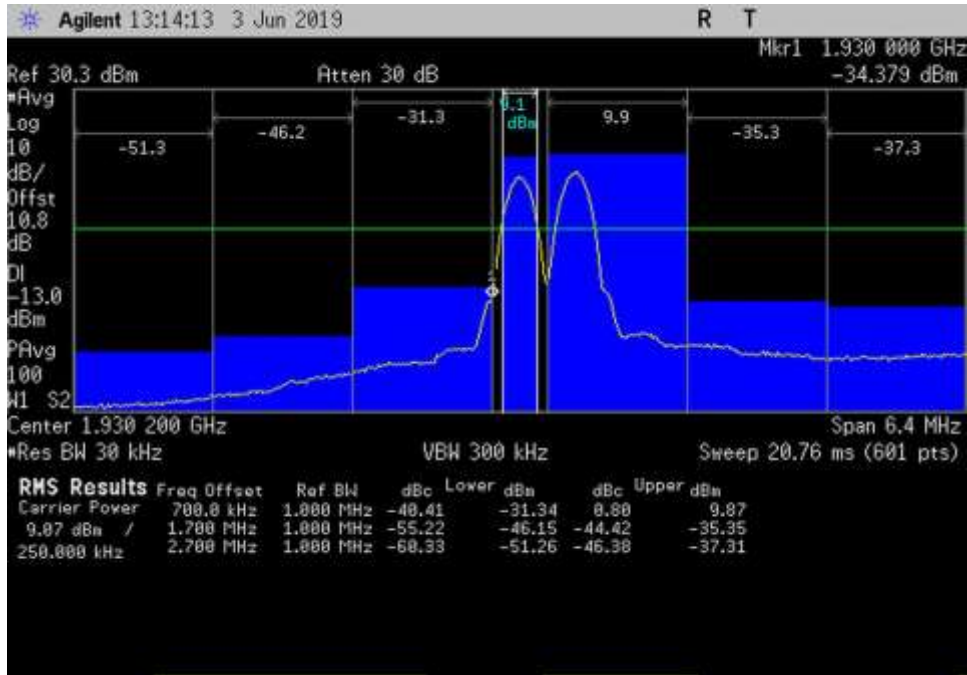 Agilent 13:14:13 3 Jun 2019 R T
Mkr1 1.930 000 GHz
Ref 30.3 dBm Atten 30 dB -34.379 dBm
#Avg
Log
10
dB/
Offst
10.8
dB
DI
-13.0
dBm
PAvg
100
W1 S2
-51.3 -46.2 -31.3 9.1 dBm 9.9 -35.3 -37.3
Center 1.930 200 GHz Span 6.4 MHz
#Res BW 30 kHz VBW 300 kHz Sweep 20.76 ms (601 pts)
RMS Results Freq Offset Ref BW dBc Lower dBm dBc Upper dBm
Carrier Power 700.0 kHz 1.000 MHz -40.41 -31.34 0.80 9.87
9.07 dBm / 1.700 MHz 1.000 MHz -55.22 -46.15 -44.42 -35.35
250.000 kHz 2.700 MHz 1.000 MHz -60.33 -51.26 -46.38 -37.31